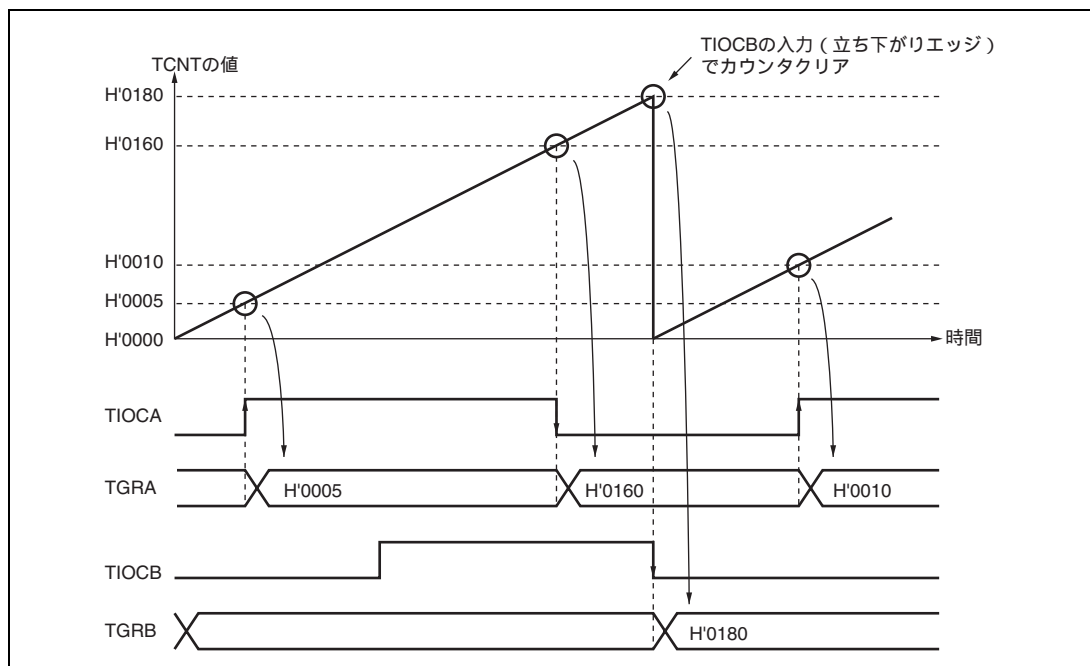 TIOCBの入力（立ち下がりエッジ）
でカウンタクリア
TCNTの値
H'0180
H'0160
H'0010
H'0005
H'0000
時間
TIOCA
TGRA
H'0005
H'0160
H'0010
TIOCB
TGRB
H'0180